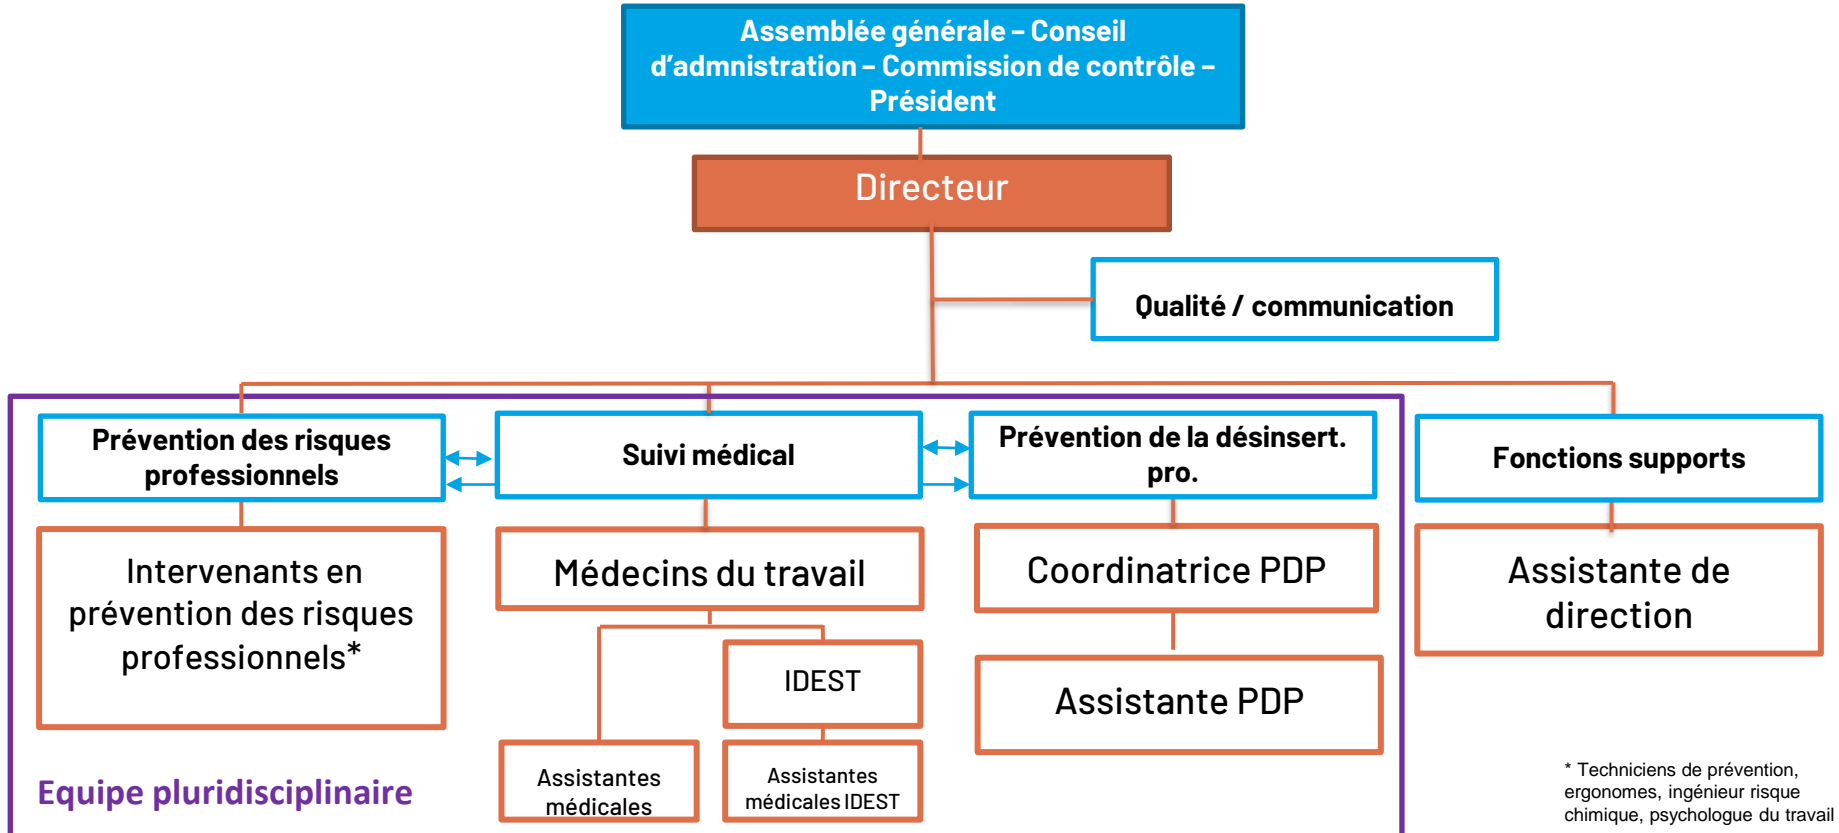 Assemblée générale – Conseil
d’admnistration – Commission de contrôle –
Président
Directeur
Qualité / communication
Prévention des risques
professionnels
Suivi médical
Prévention de la désinsert.
pro.
Fonctions supports
Intervenants en
prévention des risques
professionnels*
Médecins du travail
Coordinatrice PDP
Assistante de
direction
IDEST
Assistante PDP
Assistantes
médicales
Assistantes
médicales IDEST
Equipe pluridisciplinaire
* Techniciens de prévention,
ergonomes, ingénieur risque
chimique, psychologue du travail